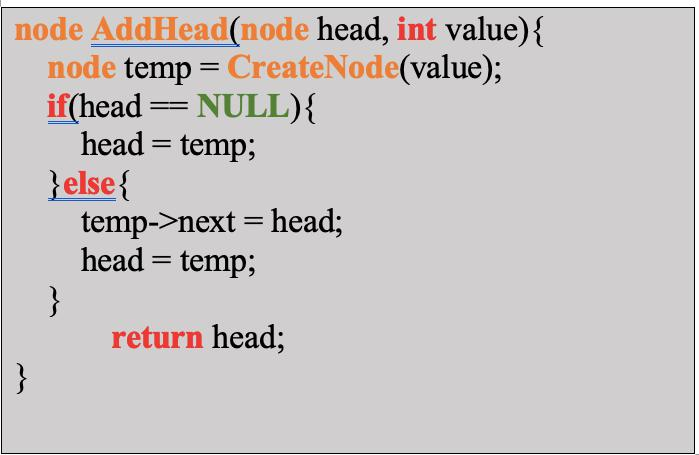 node AddHead(node head, int value){
node temp = CreateNode(value);
if(head == NULL){
head = temp;
}else{
temp->next = head;
head = temp;
}
return head;
}